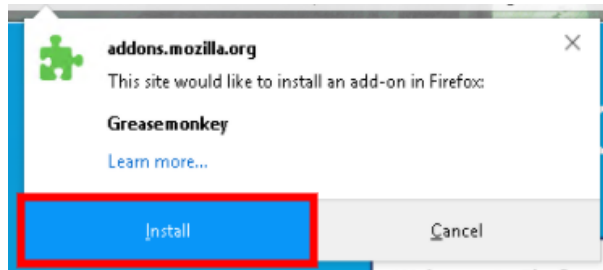 addons.mozilla.org
This site would like to install an add-on in Firefox:
Greasemonkey
Learn more...
Install
Cancel